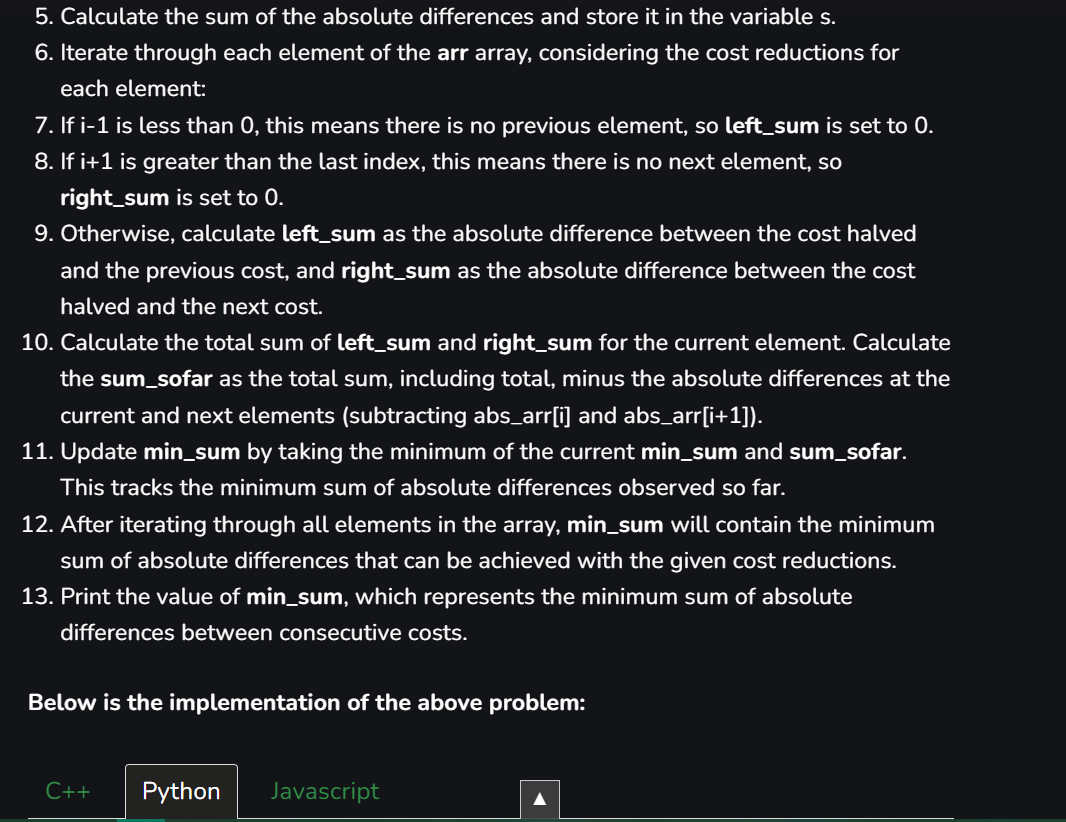 5. Calculate the sum of the absolute differences and store it in the variable s.
6. Iterate through each element of the arr array, considering the cost reductions for
each element:
7. If i-1 is less than 0, this means there is no previous element, so left_sum is set to 0.
8. If i+1 is greater than the last index, this means there is no next element, so
right_sum is set to 0.
9. Otherwise, calculate left_sum as the absolute difference between the cost halved
and the previous cost, and right_sum as the absolute difference between the cost
halved and the next cost.
10. Calculate the total sum of left_sum and right_sum for the current element. Calculate
the sum_sofar as the total sum, including total, minus the absolute differences at the
current and next elements (subtracting abs_arr[i] and abs_arr[i+1]).
11. Update min_sum by taking the minimum of the current min_sum and sum_sofar.
This tracks the minimum sum of absolute differences observed so far.
12. After iterating through all elements in the array, min_sum will contain the minimum
sum of absolute differences that can be achieved with the given cost reductions.
13. Print the value of min_sum, which represents the minimum sum of absolute
differences between consecutive costs.
Below is the implementation of the above problem:
C++ Python Javascript